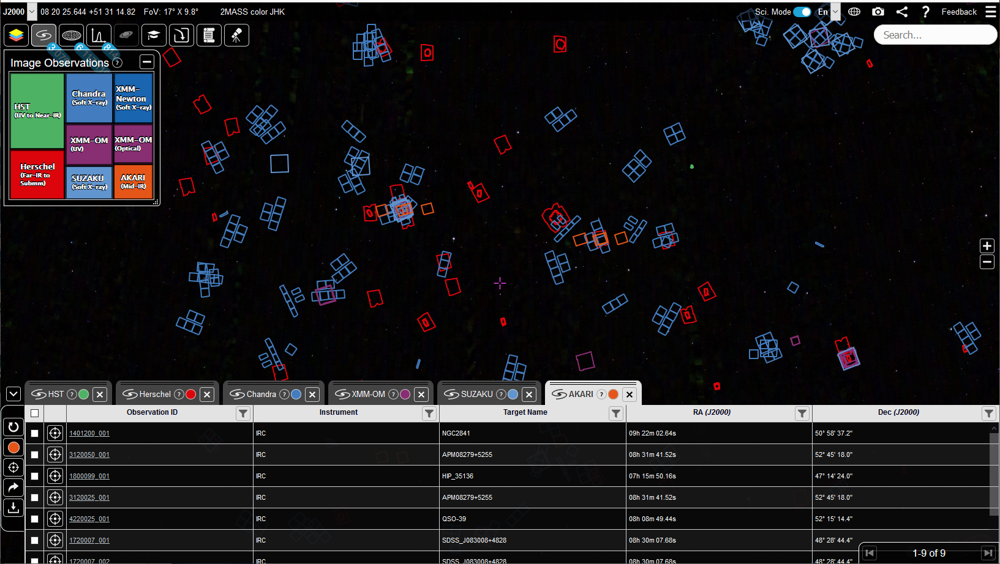 J2000 08 20 25.644 +51 31 14.82 FoV: 17° X 9.8° 2MASS color JHK Sci. Mode En ? Feedback
Search...
Image Observations ?
HST
(UV to Near-IR)
Chandra
(Soft X-ray)
XMM-
Newton
(Soft X-ray)
XMM-OM
(UV)
XMM-OM
(Optical)
Herschel
(Far-IR to
Submm)
SUZAKU
(Soft X-ray)
AKARI
(Mid-IR)
HST ? Herschel ? Chandra ? XMM-OM ? SUZAKU ? AKARI ?
Observation ID Instrument Target Name RA (J2000) Dec (J2000)
1401200_001 IRC NGC2841 09h 22m 02.64s 50° 58' 37.2"
3120050_001 IRC APM08279+5255 08h 31m 41.52s 52° 45' 18.0"
1800099_001 IRC HIP_35136 07h 15m 50.16s 47° 14' 24.0"
3120025_001 IRC APM08279+5255 08h 31m 41.52s 52° 45' 18.0"
4220025_001 IRC QSO-39 08h 08m 49.44s 52° 15' 14.4"
1720007_001 IRC SDSS_J083008+4828 08h 30m 07.68s 48° 28' 44.4"
1720007_002 IRC SDSS_J083008+4828 08h 30m 07.68s 48° 28' 44.4"
1-9 of 9